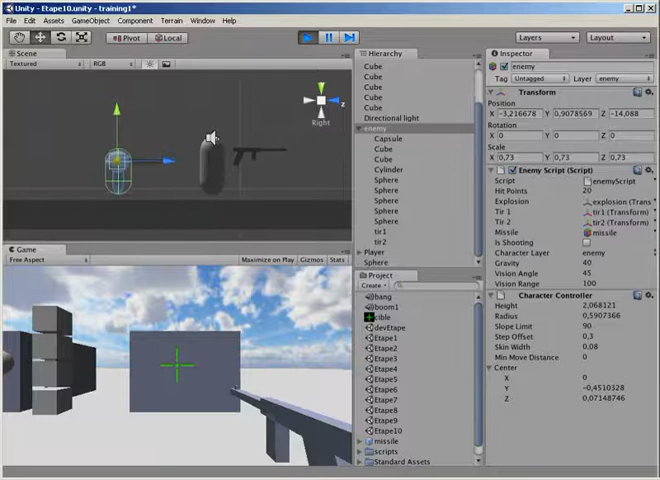 Unity - Etape10.unity - training1*
File Edit Assets GameObject Component Terrain Window Help
Pivot Local Layers Layout
Scene
Textured RGB
z
Right
Game
Free Aspect Maximize on Play Gizmos Stats
Hierarchy
Cube
Cube
Cube
Cube
Cube
Directional light
enemy
Capsule
Cube
Cube
Cylinder
Sphere
Sphere
Sphere
Sphere
Sphere
tir1
tir2
Player
Sphere
Project
Create
bang
boom1
cible
devEtape
Etape1
Etape2
Etape3
Etape4
Etape5
Etape6
Etape7
Etape8
Etape9
Etape10
missile
scripts
Standard Assets
Inspector
enemy
Tag Untagged Layer enemy
Transform
Position
X -3,216641 Y 0,9078569 Z -14,088
Rotation
X 0 Y 0 Z 0
Scale
X 0,73 Y 0,73 Z 0,73
Enemy Script (Script)
Script enemyScript
Hit Points 20
Explosion explosion (Trans
Tir 1 tir1 (Transform)
Tir 2 tir2 (Transform)
Missile missile
Is Shooting
Character Layer enemy
Gravity 40
Vision Angle 45
Vision Range 100
Character Controller
Height 2,068121
Radius 0,5907366
Slope Limit 90
Step Offset 0,3
Skin Width 0,08
Min Move Distance 0
Center
X 0
Y -0,4510328
Z 0,07148746